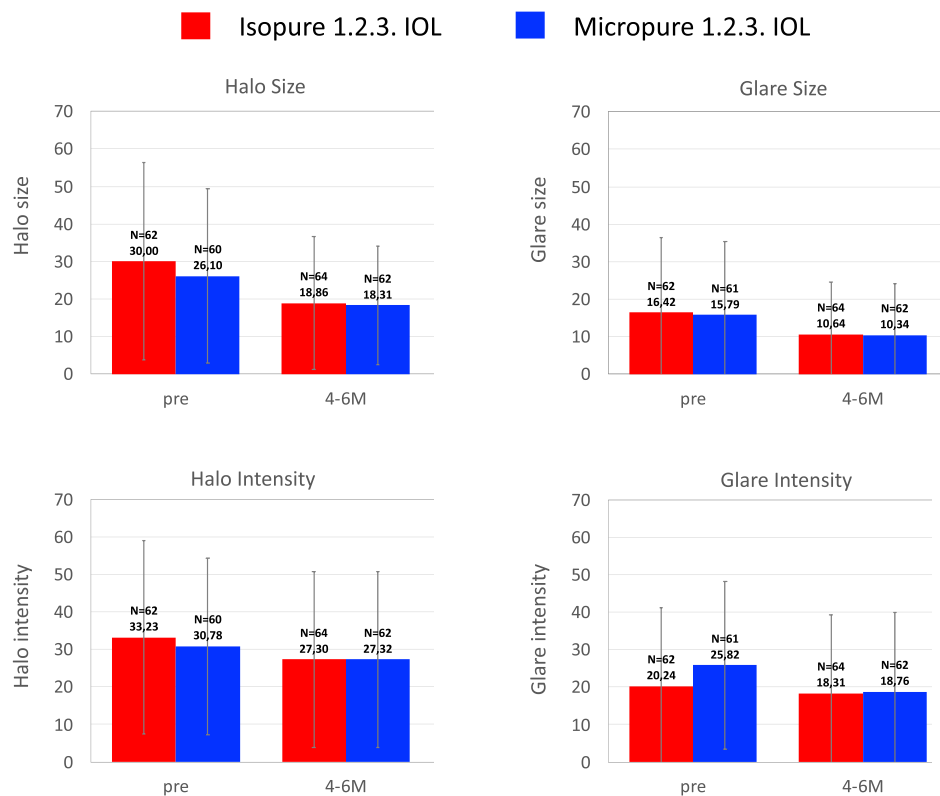 Isopure 1.2.3. IOL
Micropure 1.2.3. IOL
Halo Size
Halo size
70
60
50
40
30
20
10
0
N=62
30,00
N=60
26,10
N=64
18,86
N=62
18,31
pre
4-6M
Glare Size
Glare size
70
60
50
40
30
20
10
0
N=62
16,42
N=61
15,79
N=64
10,64
N=62
10,34
pre
4-6M
Halo Intensity
Halo intensity
70
60
50
40
30
20
10
0
N=62
33,23
N=60
30,78
N=64
27,30
N=62
27,32
pre
4-6M
Glare Intensity
Glare intensity
70
60
50
40
30
20
10
0
N=62
20,24
N=61
25,82
N=64
18,31
N=62
18,76
pre
4-6M